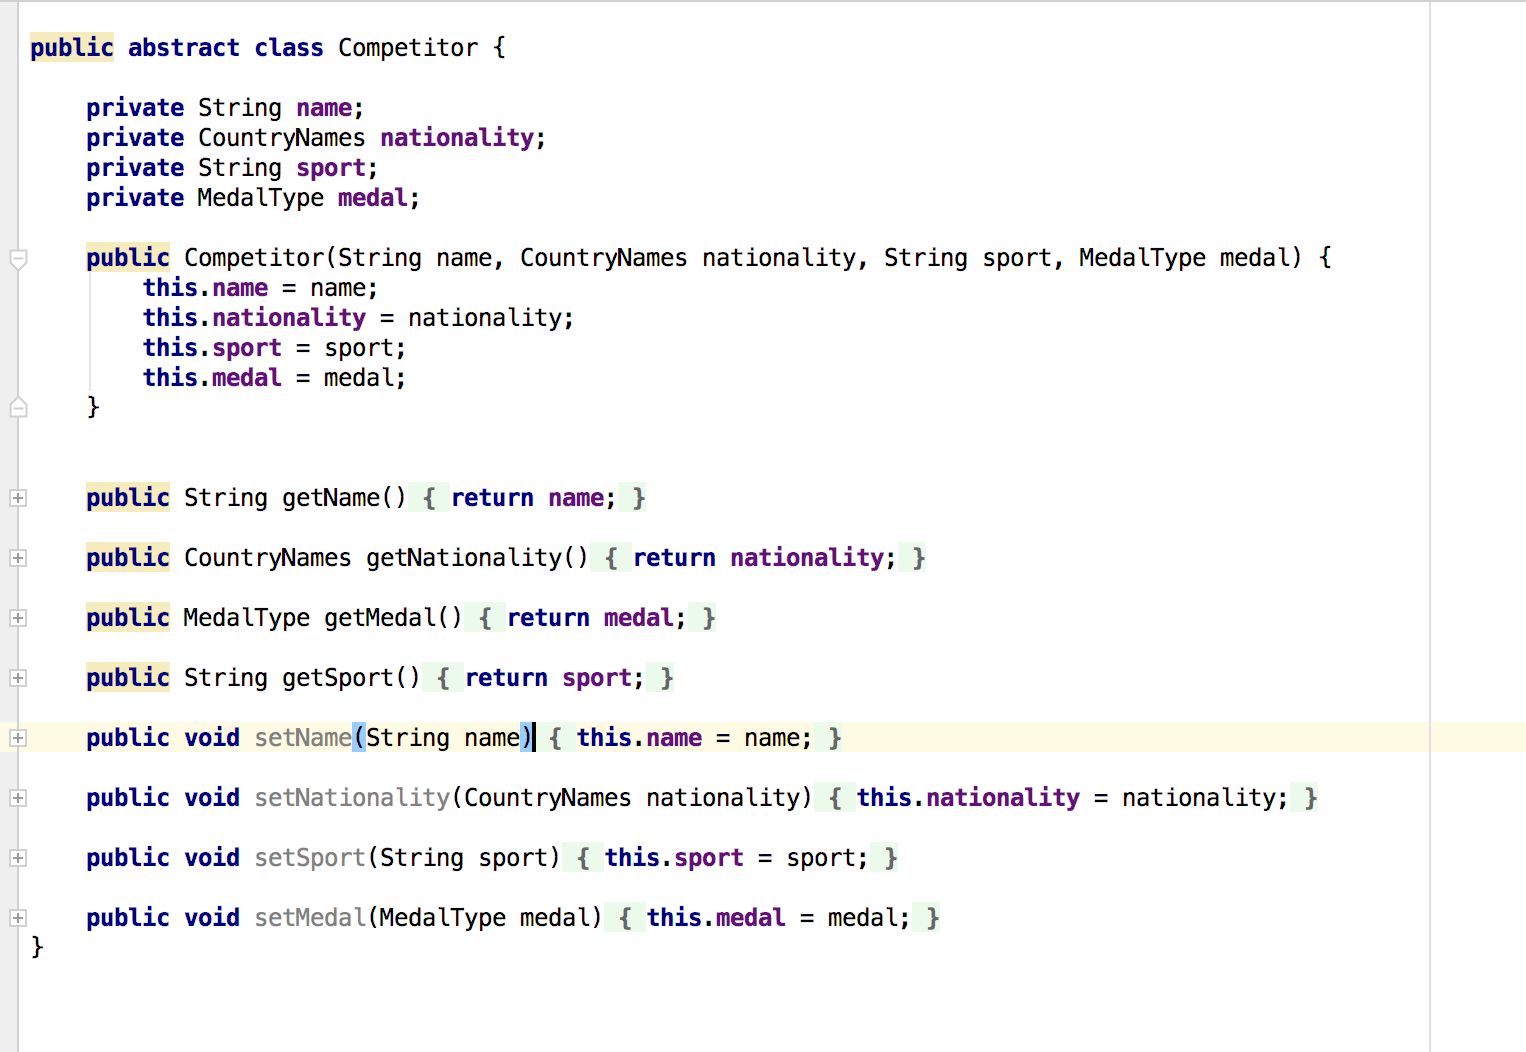 public abstract class Competitor {
private String name;
private CountryNames nationality;
private String sport;
private MedalType medal;
public Competitor(String name, CountryNames nationality, String sport, MedalType medal) {
this.name = name;
this.nationality = nationality;
this.sport = sport;
this.medal = medal;
}
public String getName() { return name; }
public CountryNames getNationality() { return nationality; }
public MedalType getMedal() { return medal; }
public String getSport() { return sport; }
public void setName(String name) { this.name = name; }
public void setNationality(CountryNames nationality) { this.nationality = nationality; }
public void setSport(String sport) { this.sport = sport; }
public void setMedal(MedalType medal) { this.medal = medal; }
}